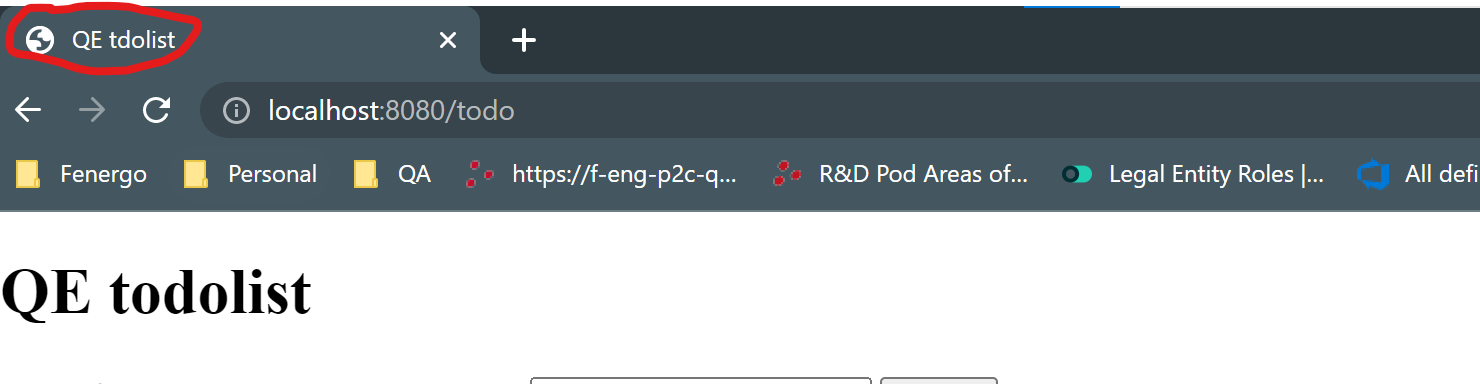 QE tdolist
localhost:8080/todo
Fenergo Personal QA https://f-eng-p2c-q... R&D Pod Areas of... Legal Entity Roles |... All defi
QE todolist